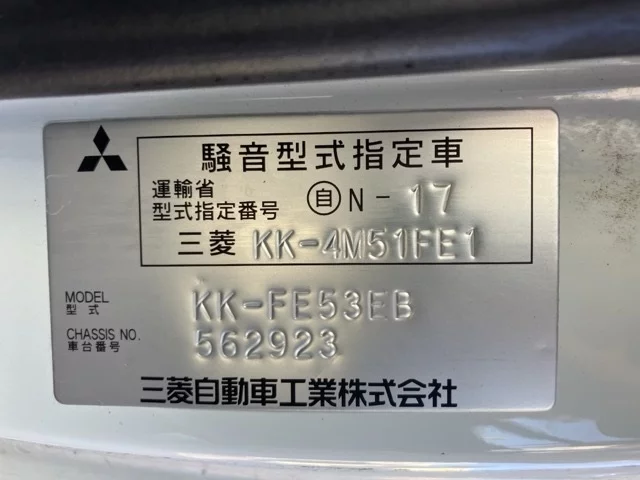 騒音型式指定車
運輸省
型式指定番号 自 N - 17
三菱 KK-4M51FE1
MODEL
型式
KK-FE53EB
CHASSIS NO.
車台番号
562923
三菱自動車工業株式会社